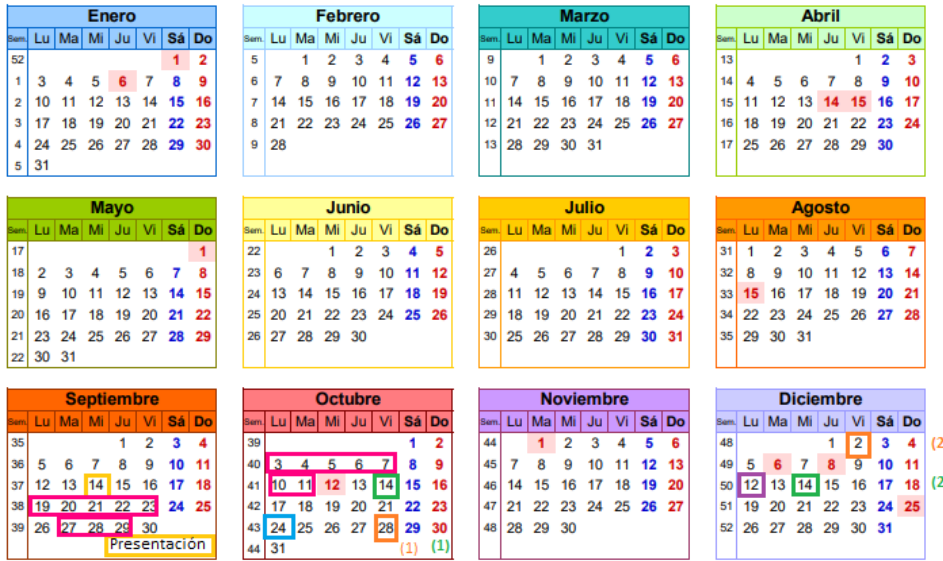 Enero Febrero Marzo Abril
Sem. Lu Ma Mi Ju Vi Sá Do Sem. Lu Ma Mi Ju Vi Sá Do Sem. Lu Ma Mi Ju Vi Sá Do Sem. Lu Ma Mi Ju Vi Sá Do
52 1 2 5 1 2 3 4 5 6 9 1 2 3 4 5 6 13 1 2 3
1 3 4 5 6 7 8 9 6 7 8 9 10 11 12 13 10 7 8 9 10 11 12 13 14 4 5 6 7 8 9 10
2 10 11 12 13 14 15 16 7 14 15 16 17 18 19 20 11 14 15 16 17 18 19 20 15 11 12 13 14 15 16 17
3 17 18 19 20 21 22 23 8 21 22 23 24 25 26 27 12 21 22 23 24 25 26 27 16 18 19 20 21 22 23 24
4 24 25 26 27 28 29 30 9 28 13 28 29 30 31 17 25 26 27 28 29 30
5 31
Mayo Junio Julio Agosto
Sem. Lu Ma Mi Ju Vi Sá Do Sem. Lu Ma Mi Ju Vi Sá Do Sem. Lu Ma Mi Ju Vi Sá Do Sem. Lu Ma Mi Ju Vi Sá Do
17 1 22 1 2 3 4 5 26 1 2 3 31 1 2 3 4 5 6 7
18 2 3 4 5 6 7 8 23 6 7 8 9 10 11 12 27 4 5 6 7 8 9 10 32 8 9 10 11 12 13 14
19 9 10 11 12 13 14 15 24 13 14 15 16 17 18 19 28 11 12 13 14 15 16 17 33 15 16 17 18 19 20 21
20 16 17 18 19 20 21 22 25 20 21 22 23 24 25 26 29 18 19 20 21 22 23 24 34 22 23 24 25 26 27 28
21 23 24 25 26 27 28 29 26 27 28 29 30 30 25 26 27 28 29 30 31 35 29 30 31
22 30 31
Septiembre Octubre Noviembre Diciembre
Sem. Lu Ma Mi Ju Vi Sá Do Sem. Lu Ma Mi Ju Vi Sá Do Sem. Lu Ma Mi Ju Vi Sá Do Sem. Lu Ma Mi Ju Vi Sá Do
35 1 2 3 4 39 1 2 44 1 2 3 4 5 6 48 1 2 3 4 (2
36 5 6 7 8 9 10 11 40 3 4 5 6 7 8 9 45 7 8 9 10 11 12 13 49 5 6 7 8 9 10 11
37 12 13 14 15 16 17 18 41 10 11 12 13 14 15 16 46 14 15 16 17 18 19 20 50 12 13 14 15 16 17 18 (2
38 19 20 21 22 23 24 25 42 17 18 19 20 21 22 23 47 21 22 23 24 25 26 27 51 19 20 21 22 23 24 25
39 26 27 28 29 30 43 24 25 26 27 28 29 30 48 28 29 30 52 26 27 28 29 30 31
Presentación 44 31 (1) (1)